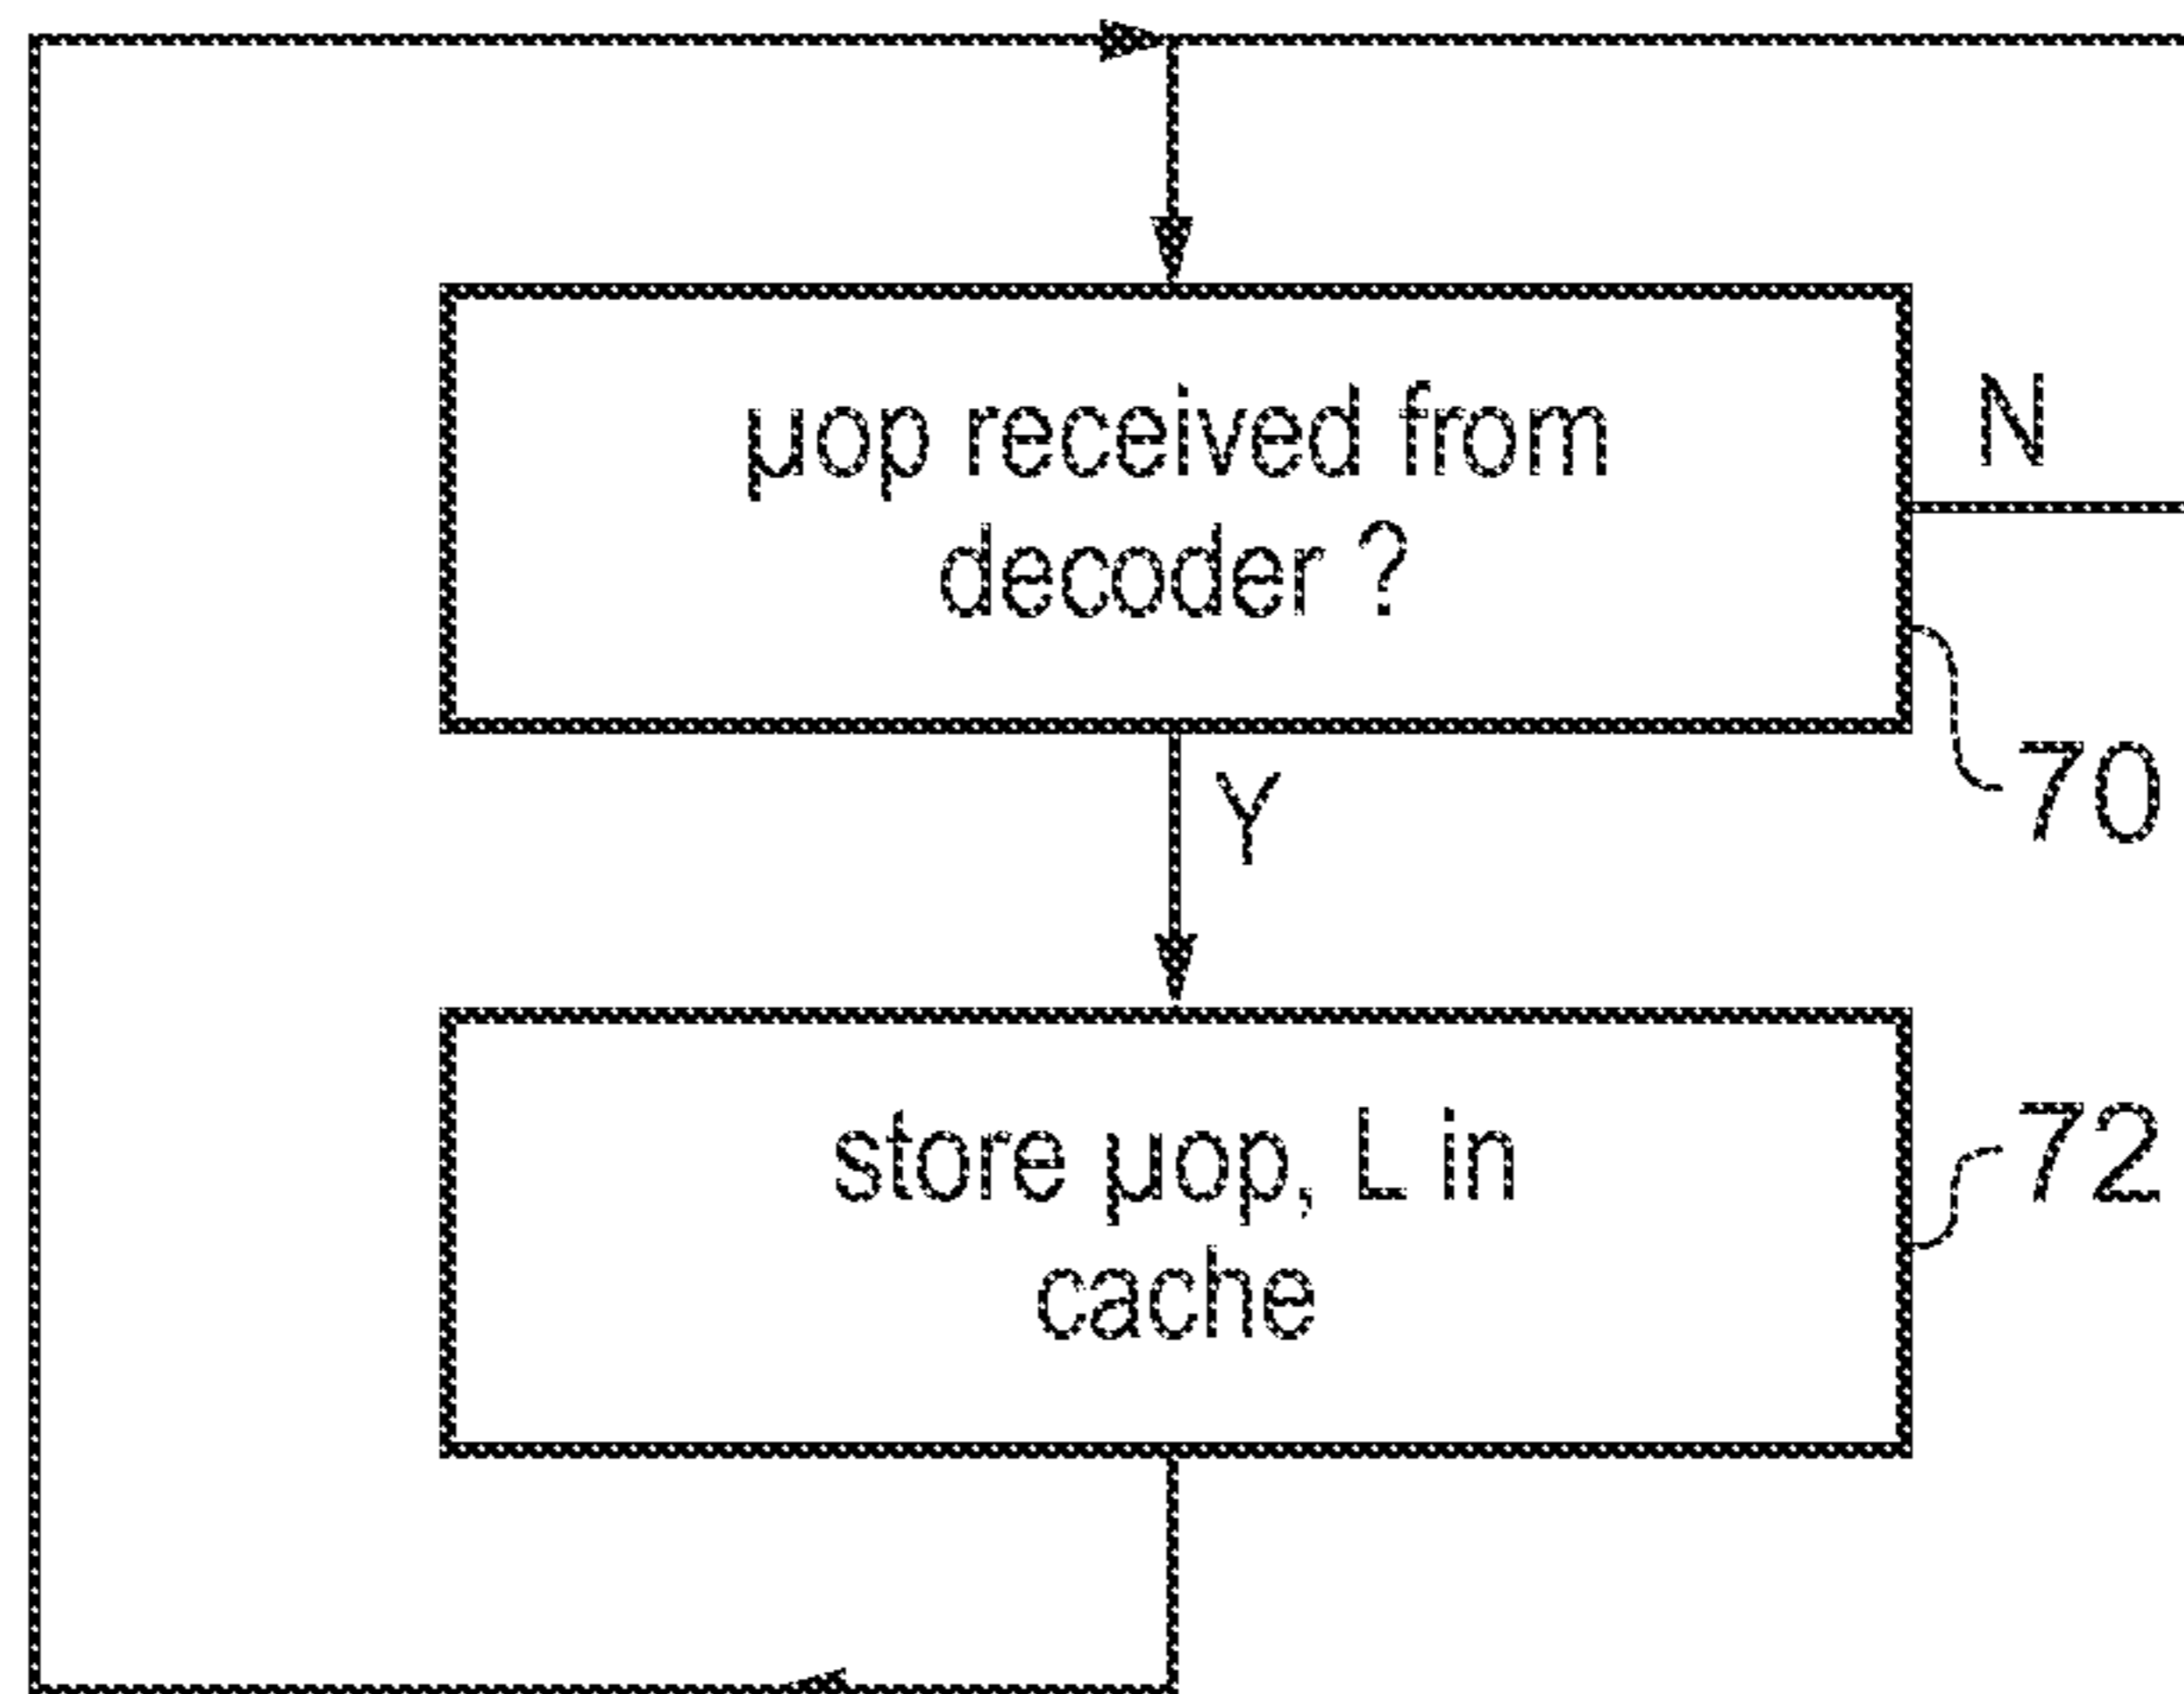 µop received from
decoder ?
N
70
Y
store µop, L in
cache
72